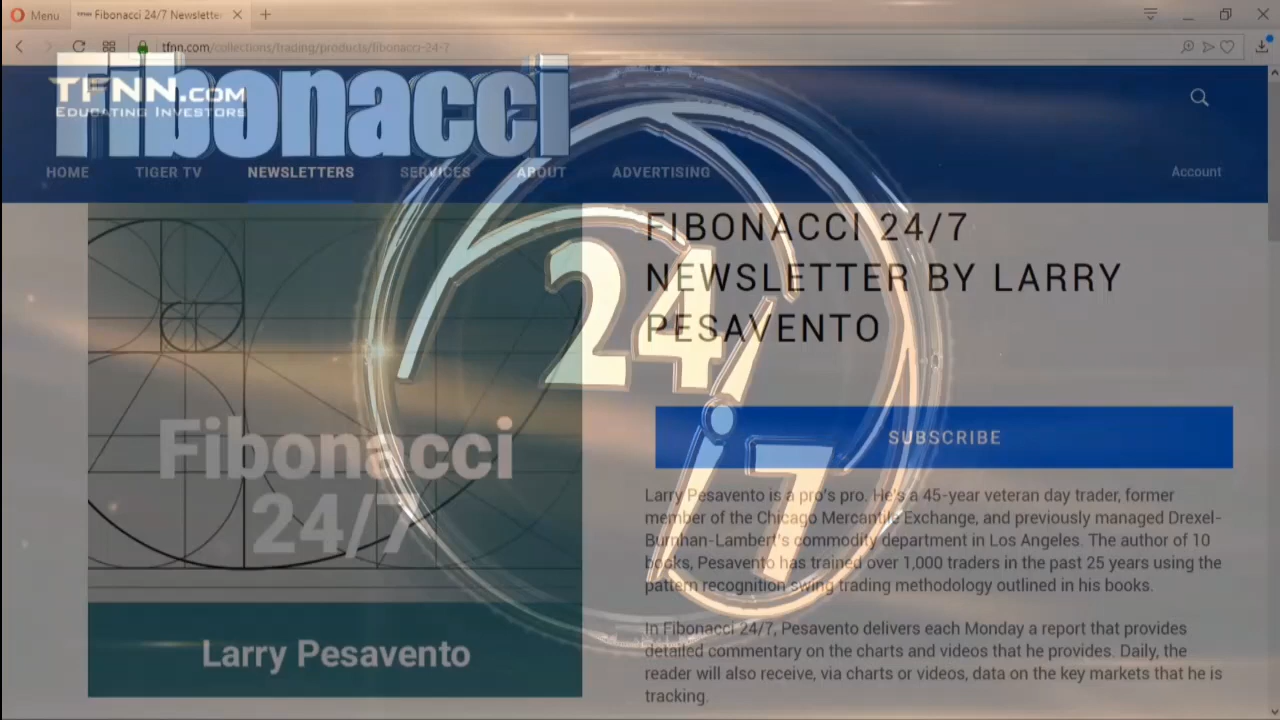 Menu
Fibonacci 24/7 Newslette
tfnn.com/collections/trading/products/fibonacci-24-7
Fibonacci
TFNN.COM
EDUCATING INVESTORS
HOME TIGER TV NEWSLETTERS SERVICES ABOUT ADVERTISING Account
24
7
Fibonacci
24/7
Larry Pesavento
FIBONACCI 24/7
NEWSLETTER BY LARRY
PESAVENTO
SUBSCRIBE
Larry Pesavento is a pro's pro. He's a 45-year veteran day trader, former
member of the Chicago Mercantile Exchange, and previously managed Drexel-
Burnhan-Lambert's commodity department in Los Angeles. The author of 10
books, Pesavento has trained over 1,000 traders in the past 25 years using the
pattern recognition swing trading methodology outlined in his books.
In Fibonacci 24/7, Pesavento delivers each Monday a report that provides
detailed commentary on the charts and videos that he provides. Daily, the
reader will also receive, via charts or videos, data on the key markets that he is
tracking.